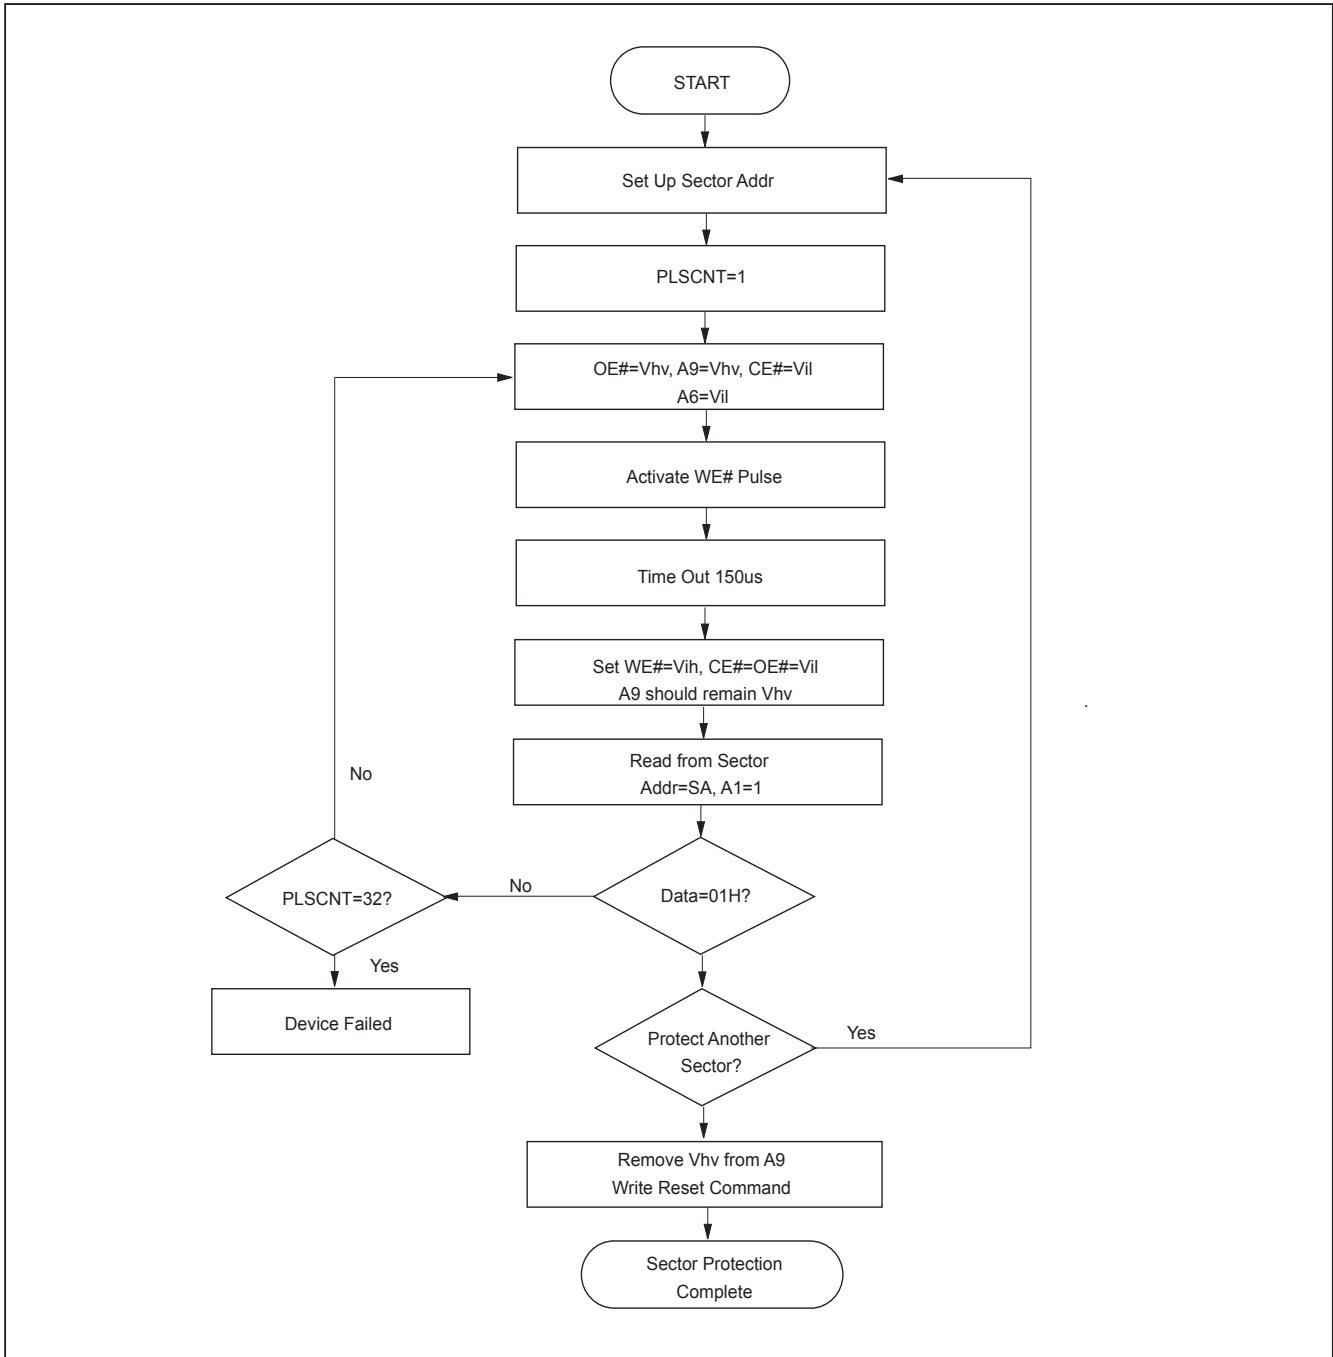 START
Set Up Sector Addr
PLSCNT=1
OE#=Vhv, A9=Vhv, CE#=Vil
A6=Vil
Activate WE# Pulse
Time Out 150us
Set WE#=Vih, CE#=OE#=Vil
A9 should remain Vhv
.
Read from Sector
Addr=SA, A1=1
No
PLSCNT=32?
No
Data=01H?
Yes
Device Failed
Protect Another
Sector?
Yes
Remove Vhv from A9
Write Reset Command
Sector Protection
Complete